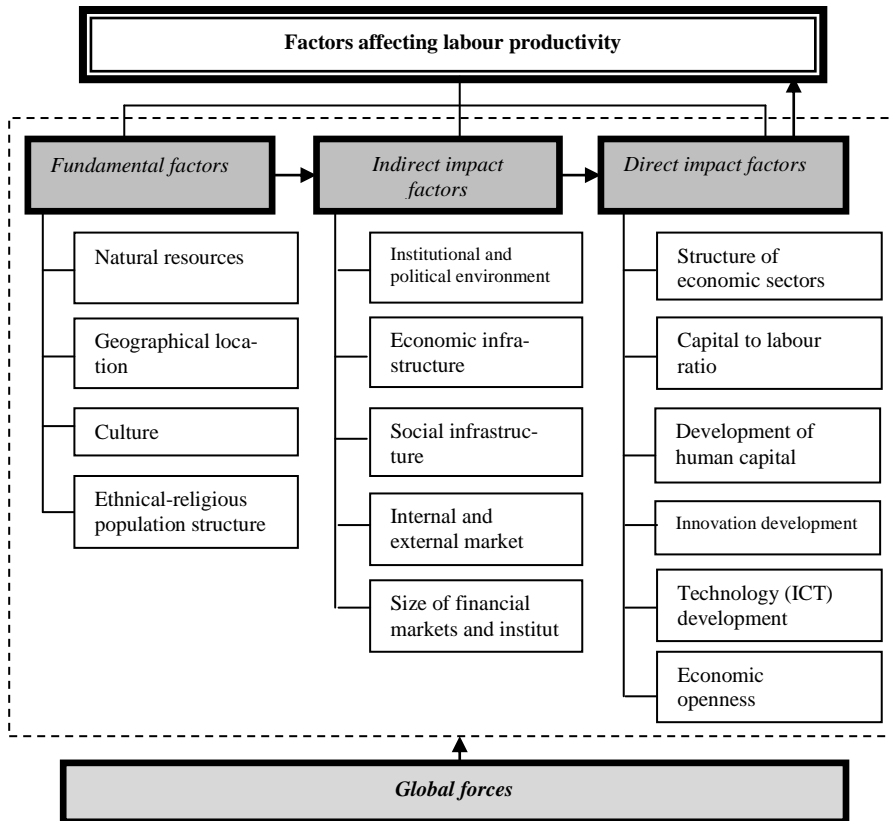 Factors affecting labour productivity
Fundamental factors
Natural resources
Geographical loca-
tion
Culture
Ethnical-religious
population structure
Indirect impact
factors
Institutional and
political environment
Economic infra-
structure
Social infrastruc-
ture
Internal and
external market
Size of financial
markets and institut
Direct impact factors
Structure of
economic sectors
Capital to labour
ratio
Development of
human capital
Innovation development
Technology (ICT)
development
Economic
openness
Global forces